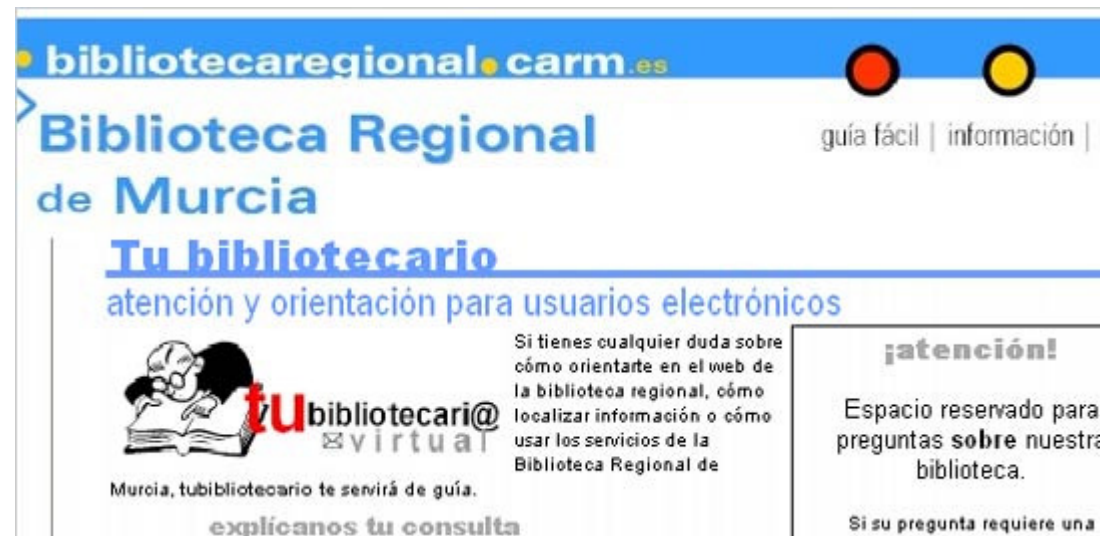 bibliotecaregional.carm.es
Biblioteca Regional
de Murcia
guía fácil | información |
Tu bibliotecario
atención y orientación para usuarios electrónicos
tubibliotecari@
virtual
Si tienes cualquier duda sobre
cómo orientarte en el web de
la biblioteca regional, cómo
localizar información o cómo
usar los servicios de la
Biblioteca Regional de
Murcia, tubibliotecario te servirá de guía.
explícanos tu consulta
¡atención!
Espacio reservado para
preguntas sobre nuestra
biblioteca.
Si su pregunta requiere una